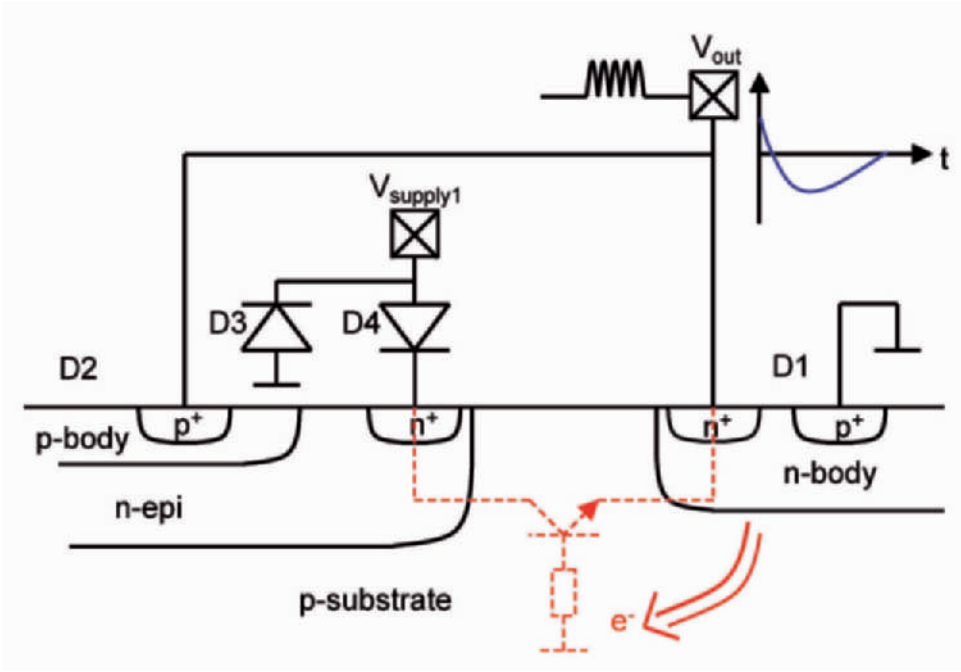 Vout
t
Vsupply1
D3
D4
D2
D1
p+
n+
n+
p+
p-body
n-body
n-epi
p-substrate
e-